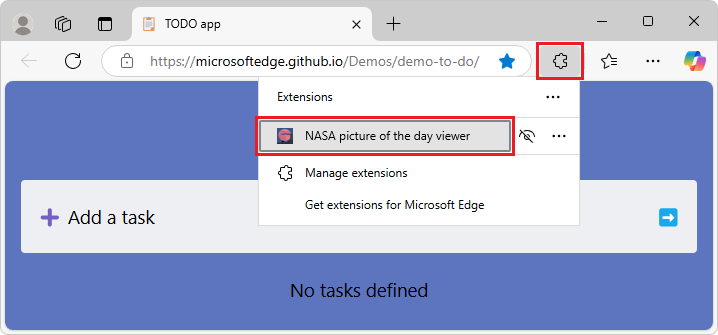 TODO app
https://microsoftedge.github.io/Demos/demo-to-do/
Extensions
NASA picture of the day viewer
Manage extensions
Get extensions for Microsoft Edge
Add a task
No tasks defined